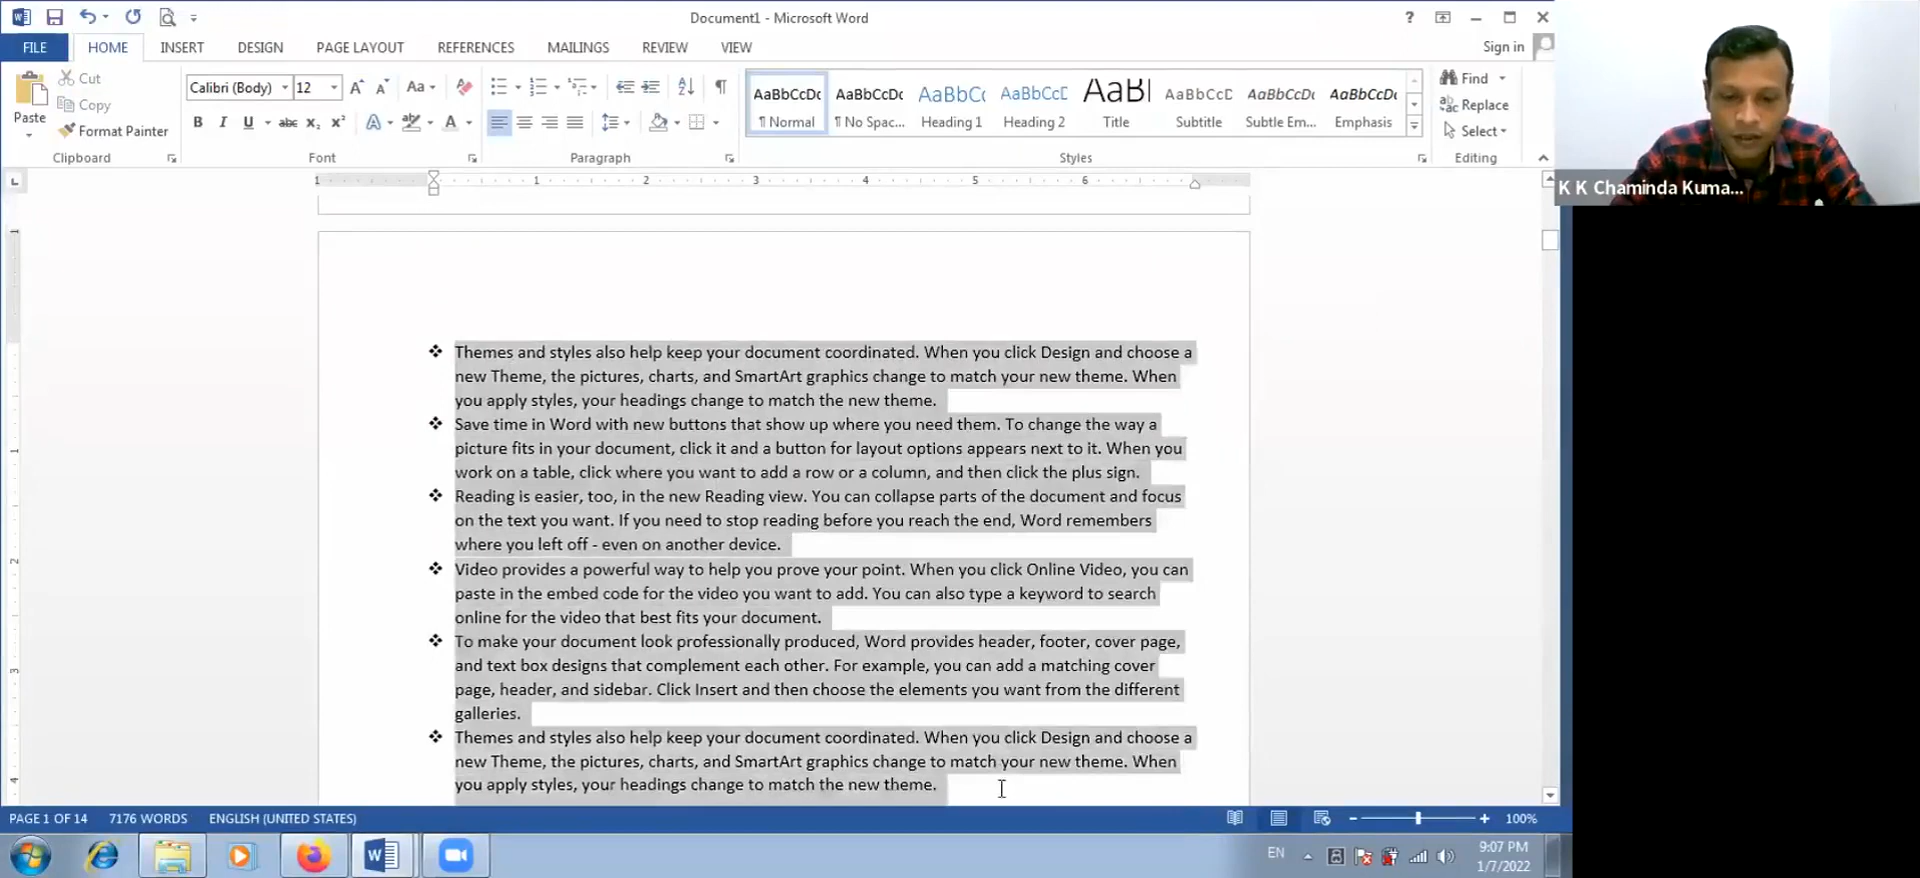 Document1 - Microsoft Word
FILE HOME INSERT DESIGN PAGE LAYOUT REFERENCES MAILINGS REVIEW VIEW Sign in
Paste
Cut
Copy
Format Painter
Clipboard
Calibri (Body) 12
Font
Paragraph
AaBbCcDc AaBbCcDc AaBbCc AaBbCcD AaBl AaBbCcD AaBbCcDc AaBbCcDc
¶ Normal ¶ No Spac... Heading 1 Heading 2 Title Subtitle Subtle Em... Emphasis
Styles
Find
Replace
Select
Editing
K K Chaminda Kuma...
1 1 2 3 4 5 6
Themes and styles also help keep your document coordinated. When you click Design and choose a
new Theme, the pictures, charts, and SmartArt graphics change to match your new theme. When
you apply styles, your headings change to match the new theme.
Save time in Word with new buttons that show up where you need them. To change the way a
picture fits in your document, click it and a button for layout options appears next to it. When you
work on a table, click where you want to add a row or a column, and then click the plus sign.
Reading is easier, too, in the new Reading view. You can collapse parts of the document and focus
on the text you want. If you need to stop reading before you reach the end, Word remembers
where you left off - even on another device.
Video provides a powerful way to help you prove your point. When you click Online Video, you can
paste in the embed code for the video you want to add. You can also type a keyword to search
online for the video that best fits your document.
To make your document look professionally produced, Word provides header, footer, cover page,
and text box designs that complement each other. For example, you can add a matching cover
page, header, and sidebar. Click Insert and then choose the elements you want from the different
galleries.
Themes and styles also help keep your document coordinated. When you click Design and choose a
new Theme, the pictures, charts, and SmartArt graphics change to match your new theme. When
you apply styles, your headings change to match the new theme.
PAGE 1 OF 14 7176 WORDS ENGLISH (UNITED STATES) 100%
EN 9:07 PM
1/7/2022